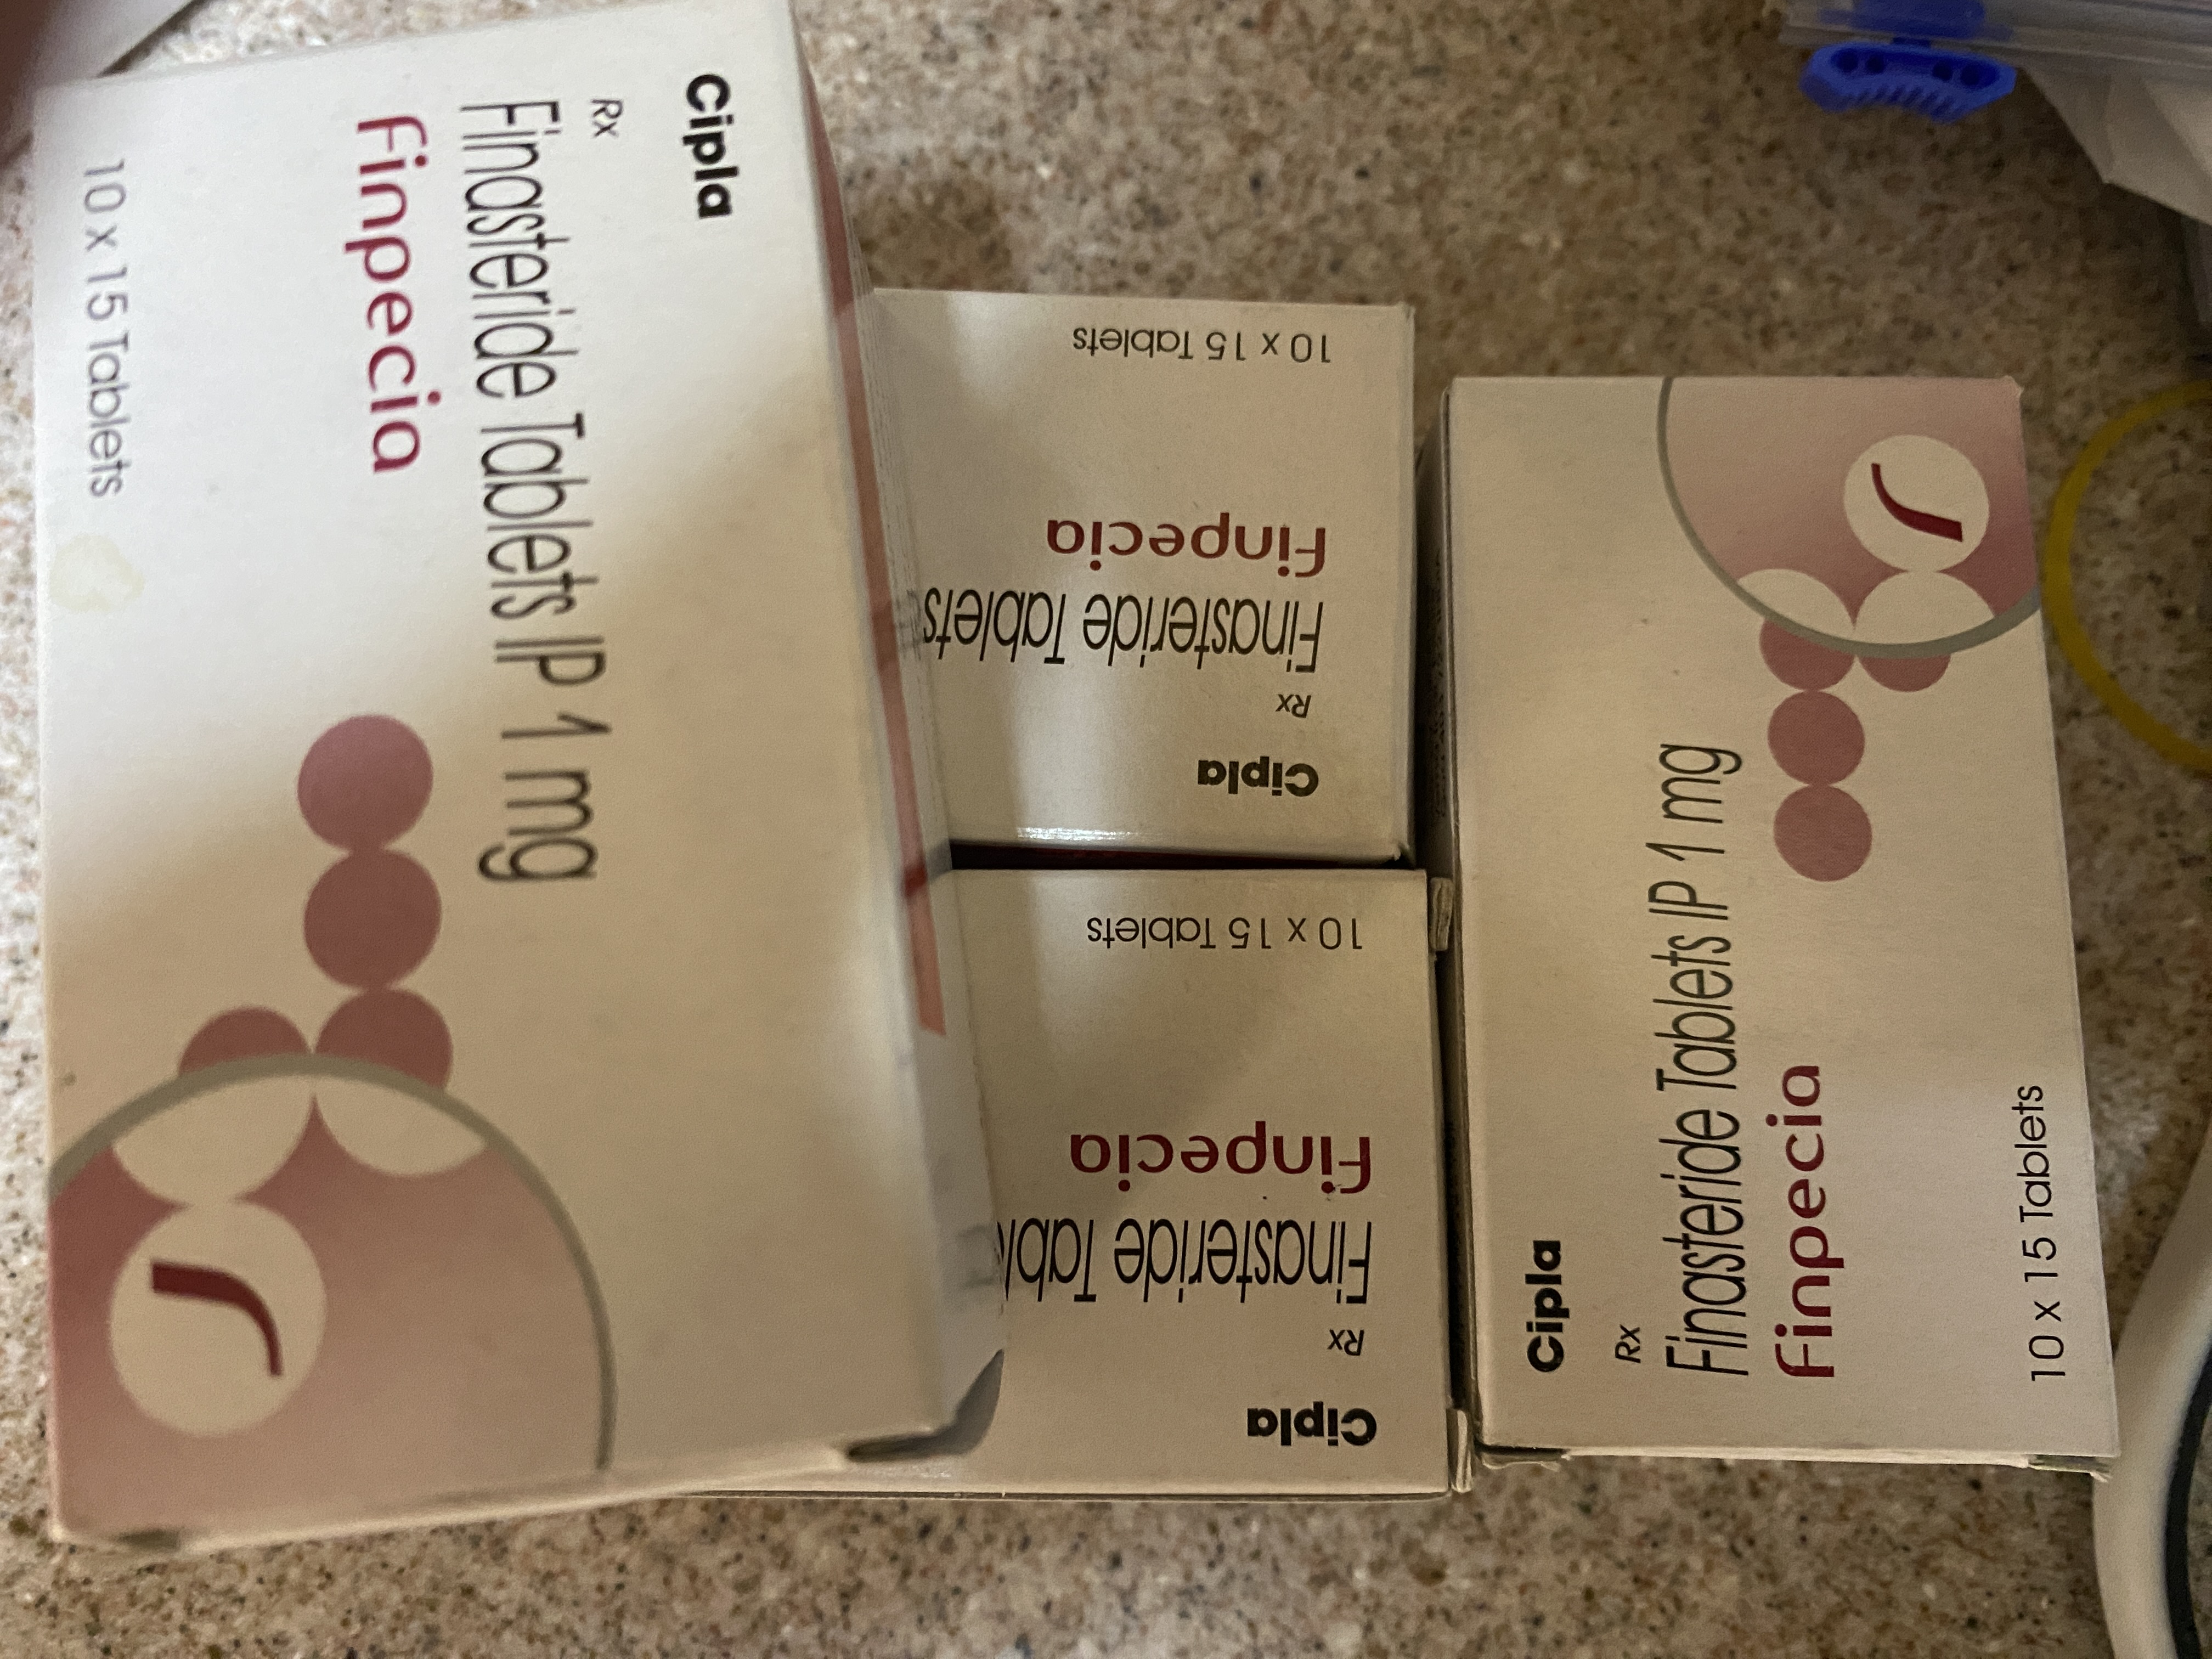 Cipla
Rx
Finasteride Tablets IP 1 mg
Finpecia
10 x 15 Tablets
Cipla
Rx
Finasteride Tablets
Finpecia
10 x 15 Tablets
Cipla
Rx
Finasteride
Finpecia
10 x 15 Tablets
Cipla
Rx
Finasteride Tablets IP 1 mg
Finpecia
10 x 15 Tablets